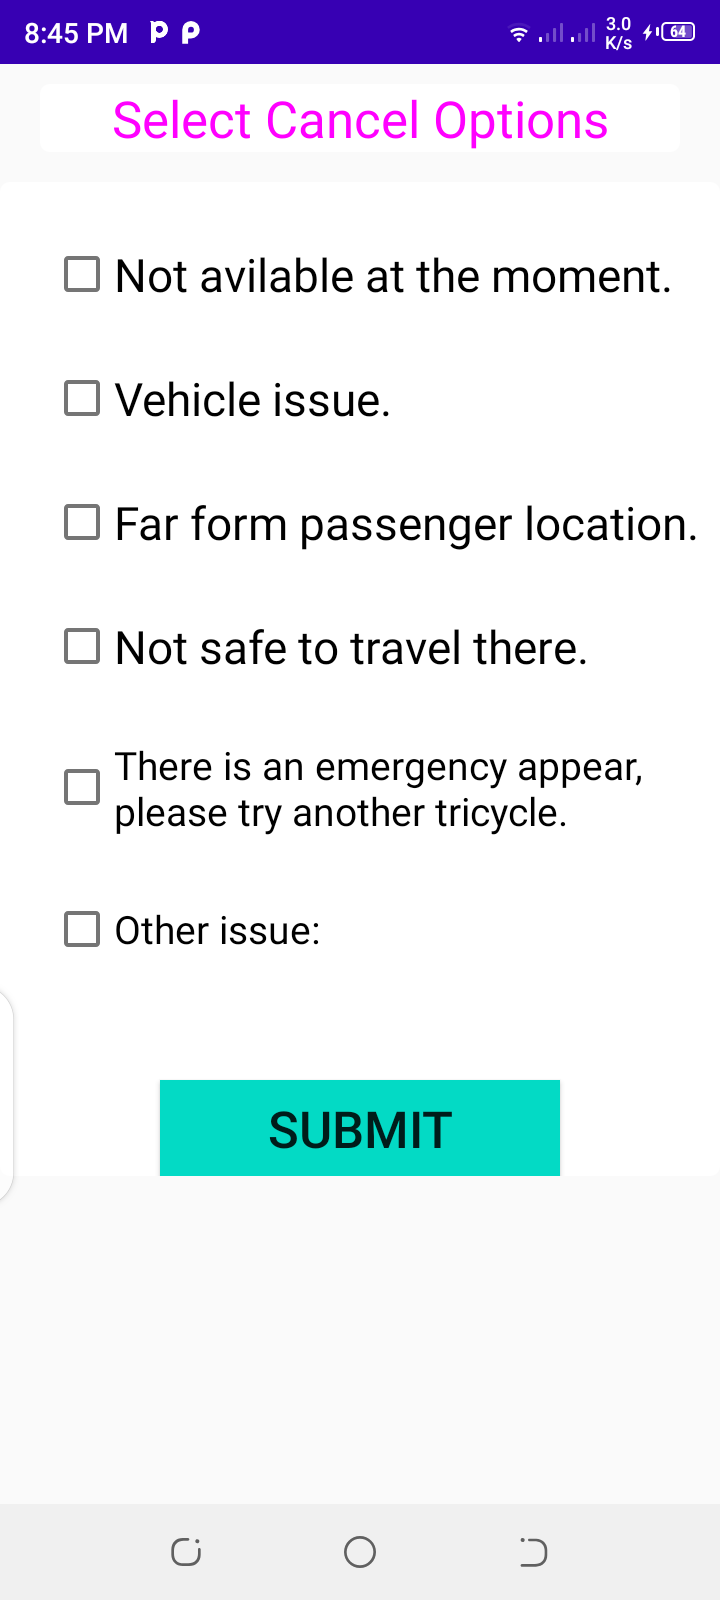 8:45 PM
3.0
K/s
64
Select Cancel Options
Not avilable at the moment.
Vehicle issue.
Far form passenger location.
Not safe to travel there.
There is an emergency appear,
please try another tricycle.
Other issue:
SUBMIT